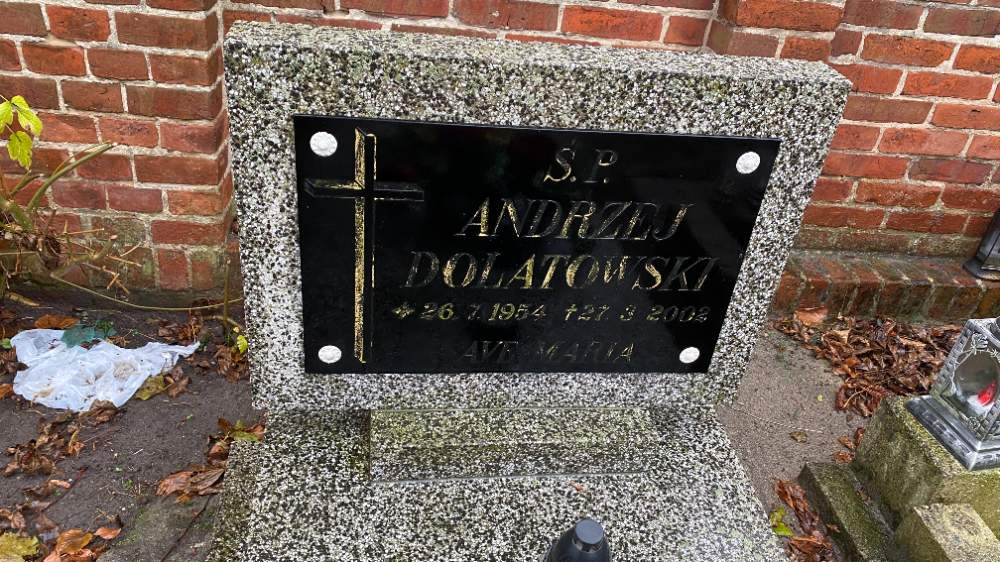 Ś. P.
ANDRZEJ
DOLATOWSKI
* 26. 7. 1954 † 27. 3. 2002
AVE MARIA